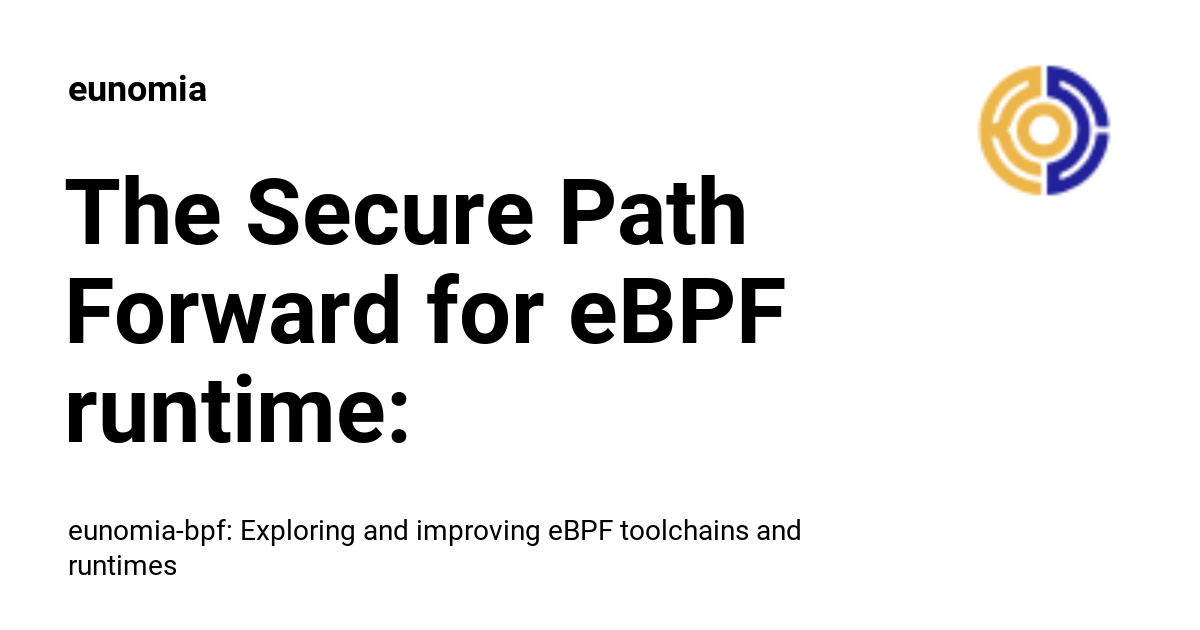 eunomia
The Secure Path
Forward for eBPF
runtime:
eunomia-bpf: Exploring and improving eBPF toolchains and
runtimes